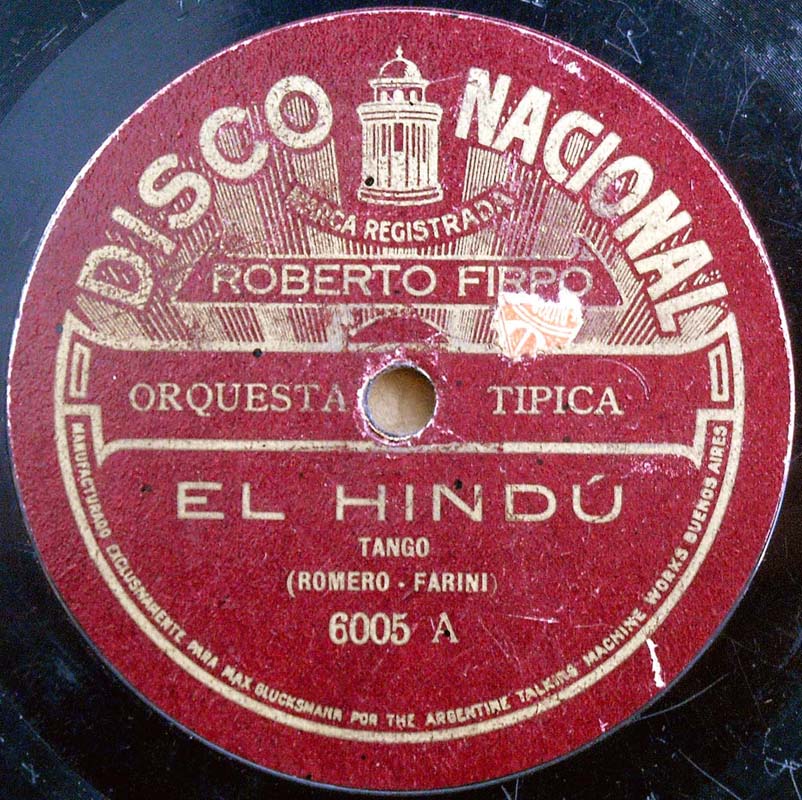 DISCO NACIONAL
MARCA REGISTRADA
ROBERTO FIRPO
ORQUESTA TIPICA
EL HINDÚ
TANGO
(ROMERO - FARINI)
6005 A
MANUFACTURADO EXCLUSIVAMENTE PARA MAX GLUCKSMANN POR THE ARGENTINE TALKING MACHINE WORKS BUENOS AIRES